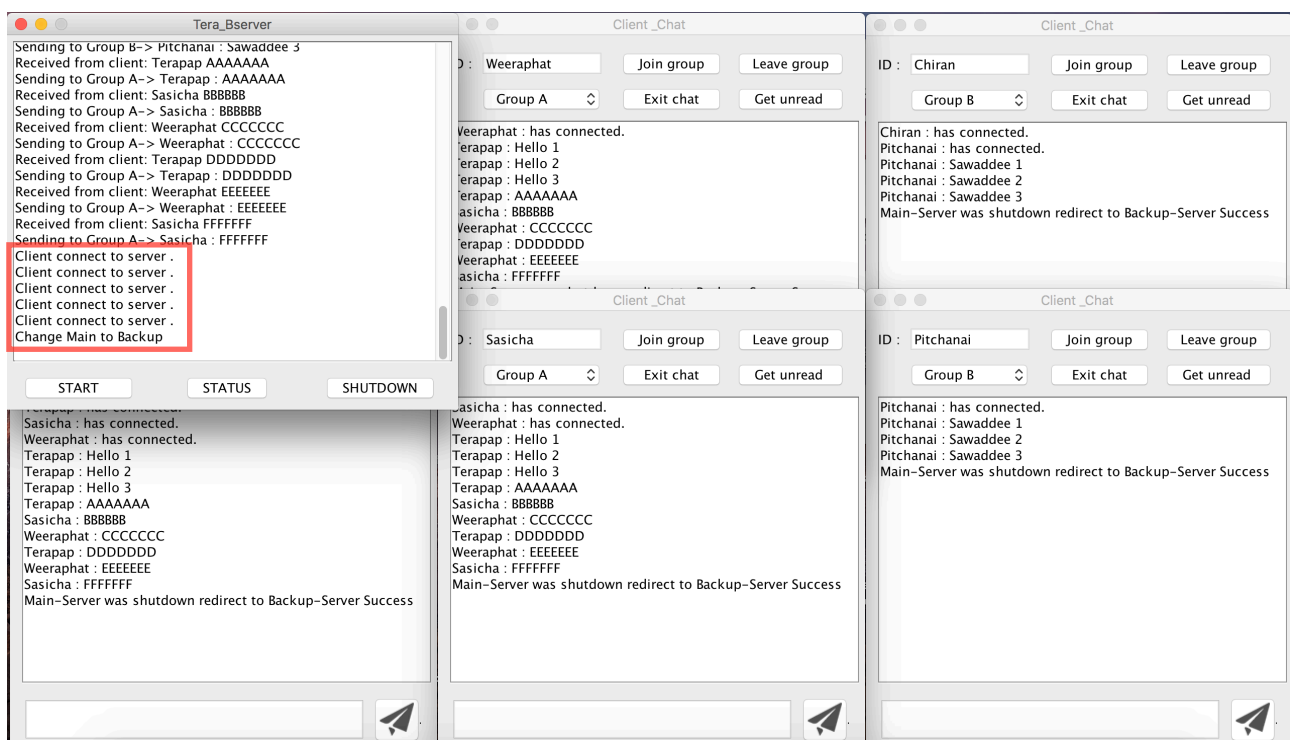 Tera_Bserver
Sending to Group B-> Pitchanai : Sawaddee 3
Received from client: Terapap AAAAAAA
Sending to Group A-> Terapap : AAAAAAA
Received from client: Sasicha BBBBBB
Sending to Group A-> Sasicha : BBBBBB
Received from client: Weeraphat CCCCCCC
Sending to Group A-> Weeraphat : CCCCCCC
Received from client: Terapap DDDDDDD
Sending to Group A-> Terapap : DDDDDDD
Received from client: Weeraphat EEEEEEE
Sending to Group A-> Weeraphat : EEEEEEE
Received from client: Sasicha FFFFFFF
Sending to Group A-> Sasicha : FFFFFFF
Client connect to server .
Client connect to server .
Client connect to server .
Client connect to server .
Client connect to server .
Change Main to Backup
START STATUS SHUTDOWN
Terapap : has connected.
Sasicha : has connected.
Weeraphat : has connected.
Terapap : Hello 1
Terapap : Hello 2
Terapap : Hello 3
Terapap : AAAAAAA
Sasicha : BBBBBB
Weeraphat : CCCCCCC
Terapap : DDDDDDD
Weeraphat : EEEEEEE
Sasicha : FFFFFFF
Main-Server was shutdown redirect to Backup-Server Success
Client _Chat
D : Weeraphat Join group Leave group
Group A Exit chat Get unread
Weeraphat : has connected.
Terapap : Hello 1
Terapap : Hello 2
Terapap : Hello 3
Terapap : AAAAAAA
Sasicha : BBBBBB
Weeraphat : CCCCCCC
Terapap : DDDDDDD
Weeraphat : EEEEEEE
Sasicha : FFFFFFF
Client _Chat
D : Sasicha Join group Leave group
Group A Exit chat Get unread
Sasicha : has connected.
Weeraphat : has connected.
Terapap : Hello 1
Terapap : Hello 2
Terapap : Hello 3
Terapap : AAAAAAA
Sasicha : BBBBBB
Weeraphat : CCCCCCC
Terapap : DDDDDDD
Weeraphat : EEEEEEE
Sasicha : FFFFFFF
Main-Server was shutdown redirect to Backup-Server Success
Client _Chat
ID : Chiran Join group Leave group
Group B Exit chat Get unread
Chiran : has connected.
Pitchanai : has connected.
Pitchanai : Sawaddee 1
Pitchanai : Sawaddee 2
Pitchanai : Sawaddee 3
Main-Server was shutdown redirect to Backup-Server Success
Client _Chat
ID : Pitchanai Join group Leave group
Group B Exit chat Get unread
Pitchanai : has connected.
Pitchanai : Sawaddee 1
Pitchanai : Sawaddee 2
Pitchanai : Sawaddee 3
Main-Server was shutdown redirect to Backup-Server Success